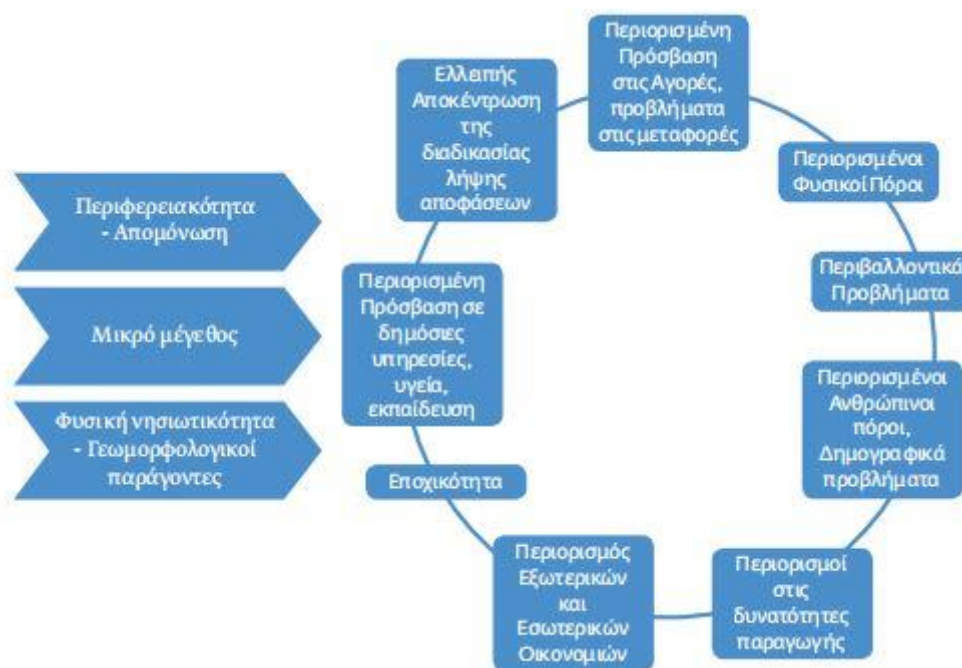 Περιφερειακότητα
- Απομόνωση
Μικρό μέγεθος
Φυσική νησιωτικότητα
- Γεωμορφολογικοί
παράγοντες
Περιορισμένη
Πρόσβαση
στις Αγορές,
προβλήματα
στις μεταφορές
Περιορισμένοι
Φυσικοί Πόροι
Περιβαλλοντικά
Προβλήματα
Περιορισμένοι
Ανθρώπινοι
πόροι,
Δημογραφικά
προβλήματα
Περιορισμοί
στις
δυνατότητες
παραγωγής
Περιορισμός
Εξωτερικών
και
Εσωτερικών
Οικονομιών
Εποχικότητα
Περιορισμένη
Πρόσβαση σε
δημόσιες
υπηρεσίες,
υγεία,
εκπαίδευση
Ελλειπής
Αποκέντρωση
της
διαδικασίας
λήψης
αποφάσεων